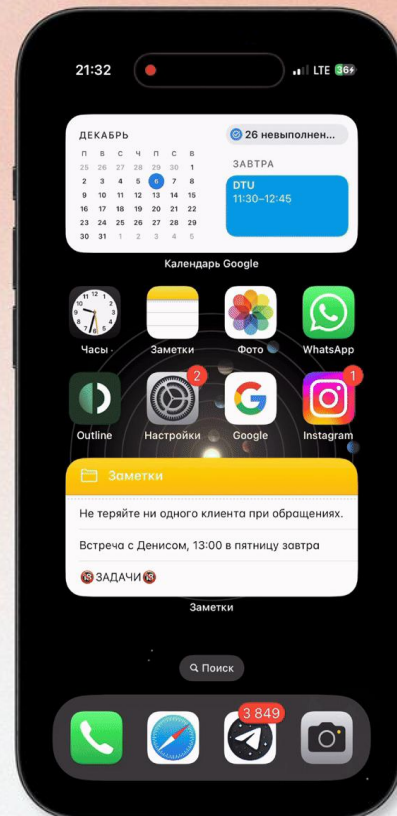 21:32
LTE 36
ДЕКАБРЬ
26 невыполнен...
П В С Ч П С В
25 26 27 28 29 30 1
2 3 4 5 6 7 8
9 10 11 12 13 14 15
16 17 18 19 20 21 22
23 24 25 26 27 28 29
30 31 1 2 3 4 5
ЗАВТРА
DTU
11:30–12:45
Календарь Google
Часы
Заметки
Фото
WhatsApp
2
1
Outline
Настройки
Google
Instagram
Заметки
Не теряйте ни одного клиента при обращениях.
Встреча с Денисом, 13:00 в пятницу завтра
🔞ЗАДАЧИ🔞
Заметки
Поиск
3 849